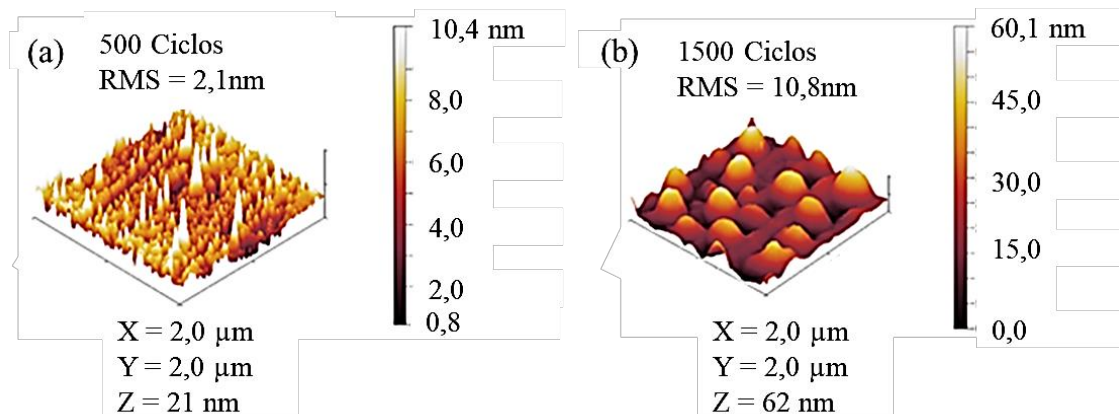 (a) 500 Ciclos
RMS = 2,1nm
10,4 nm
8,0
6,0
4,0
2,0
0,8
X = 2,0 µm
Y = 2,0 µm
Z = 21 nm
(b) 1500 Ciclos
RMS = 10,8nm
60,1 nm
45,0
30,0
15,0
0,0
X = 2,0 µm
Y = 2,0 µm
Z = 62 nm